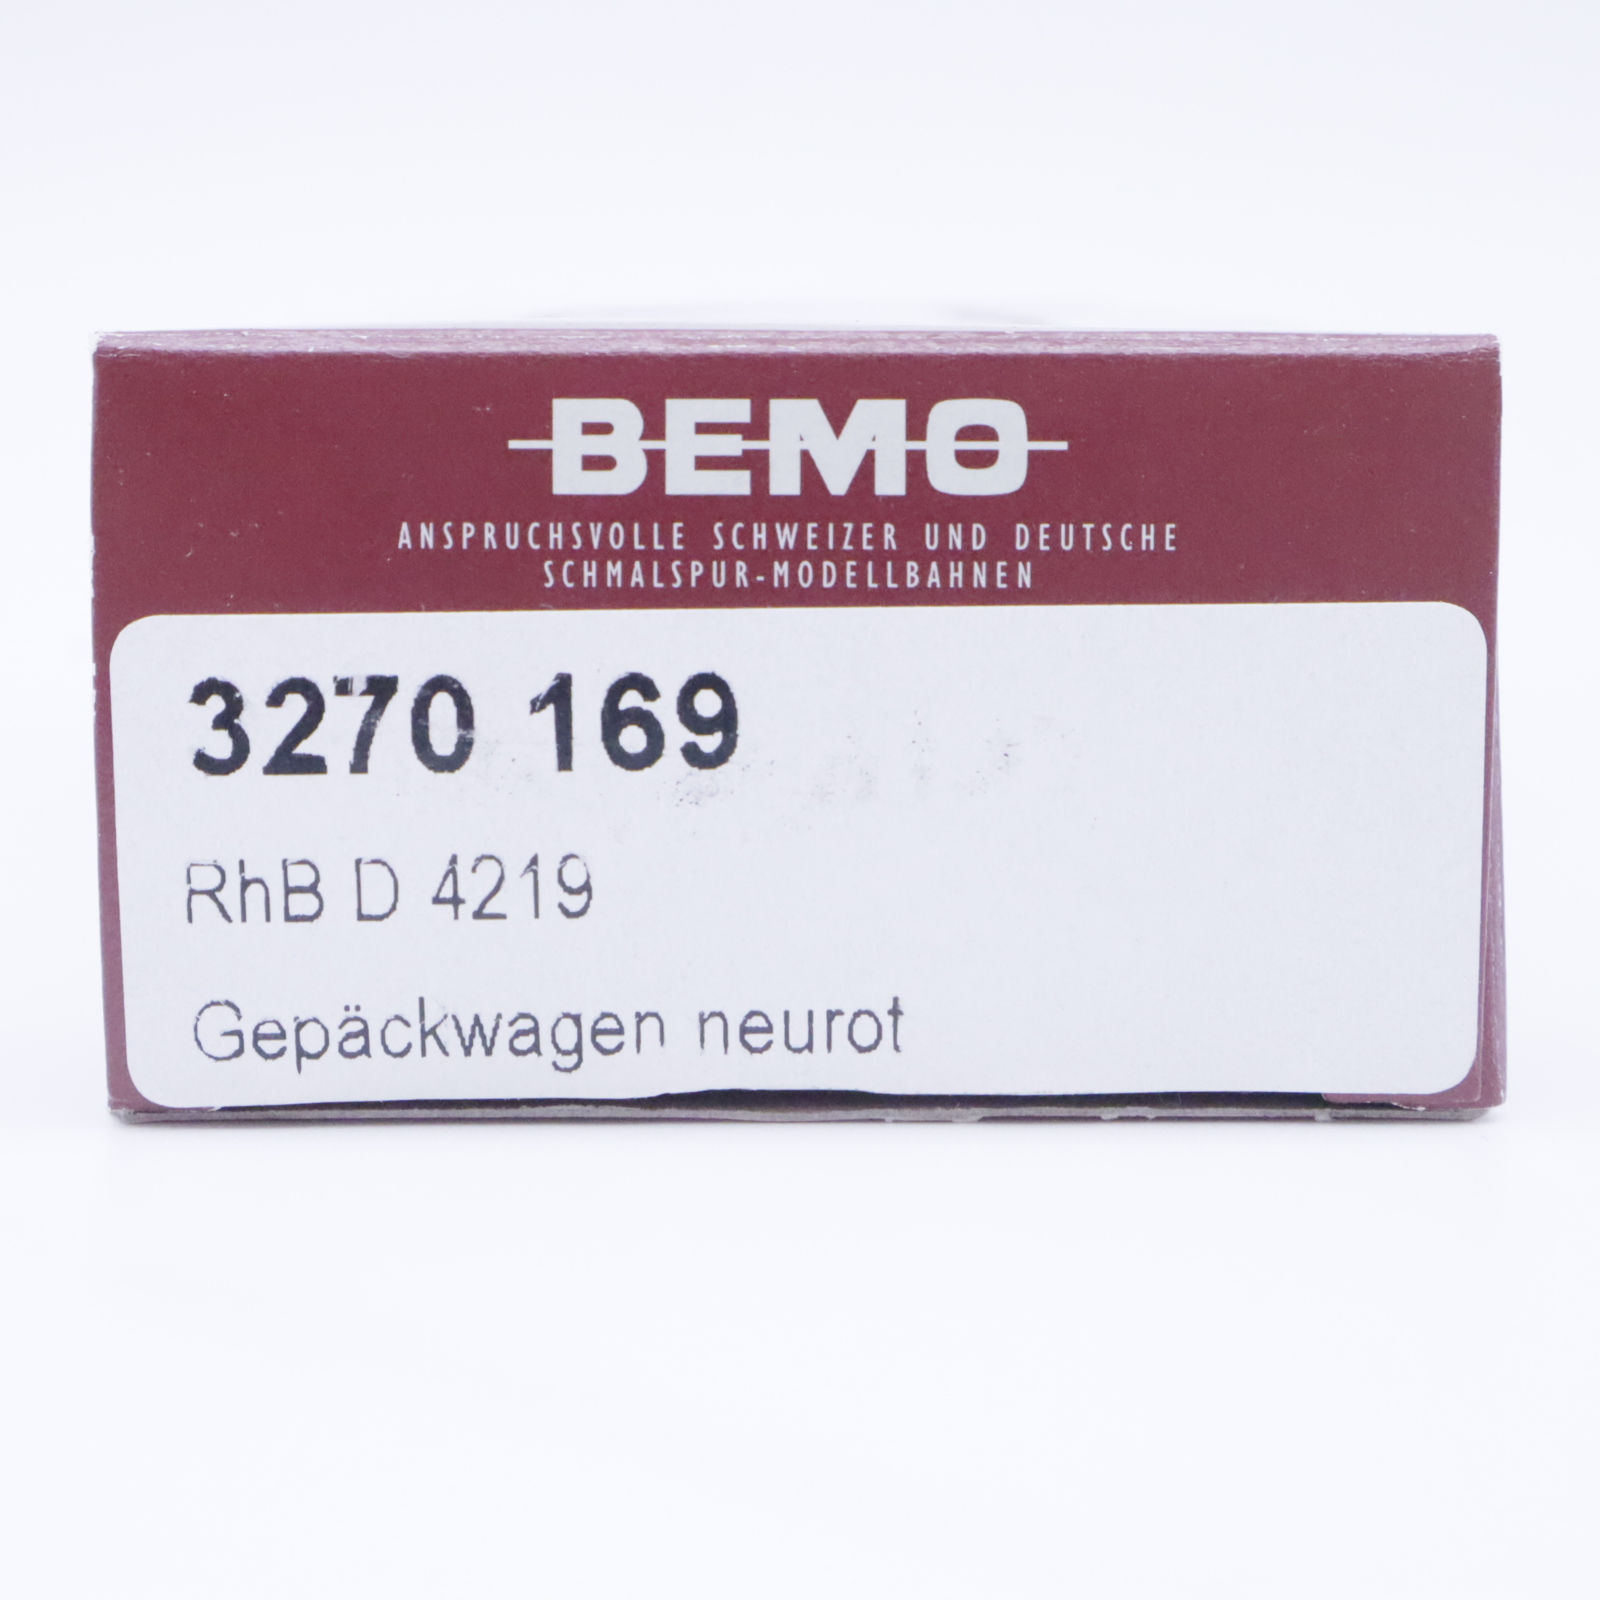 BEMO
ANSPRUCHSVOLLE SCHWEIZER UND DEUTSCHE
SCHMALSPUR-MODELLBAHNEN
3270 169
RhB D 4219
Gepäckwagen neurot